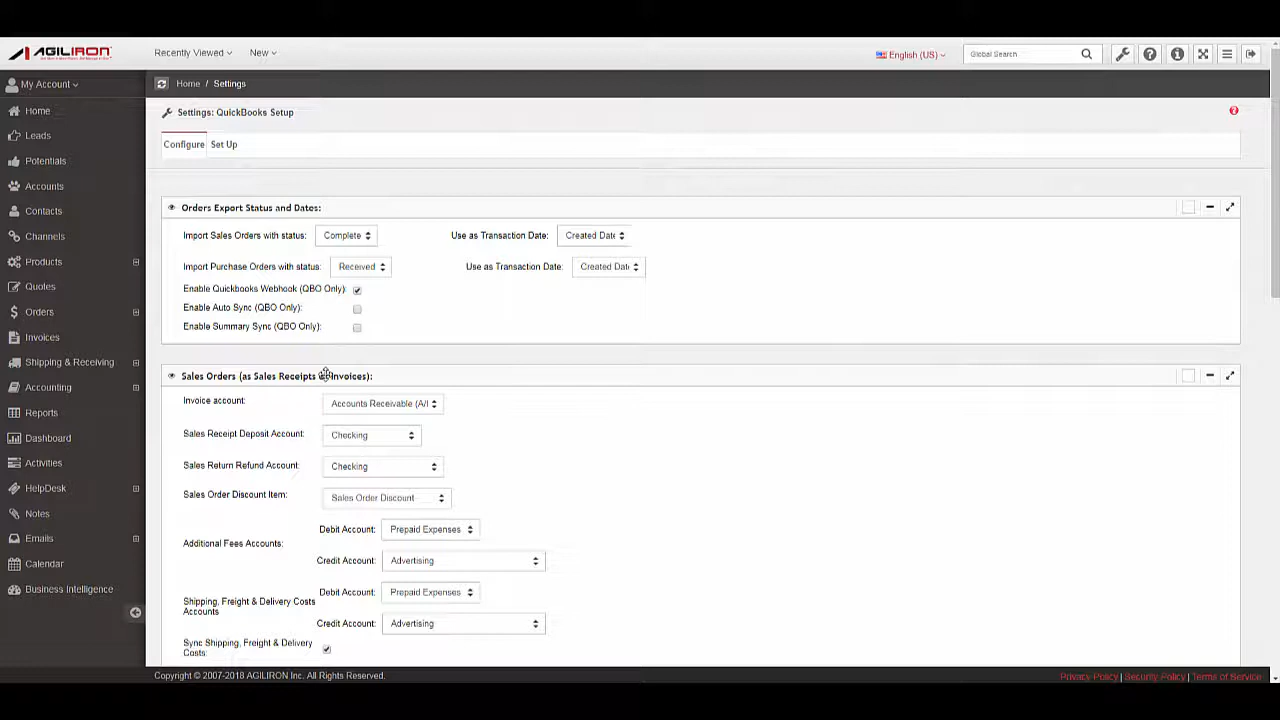 AGILIRON
Recently Viewed
New
English (US)
Global Search
My Account
Home / Settings
Home
Leads
Potentials
Accounts
Contacts
Channels
Products
Quotes
Orders
Invoices
Shipping & Receiving
Accounting
Reports
Dashboard
Activities
HelpDesk
Notes
Emails
Calendar
Business Intelligence
Settings: QuickBooks Setup
Configure
Set Up
Orders Export Status and Dates:
Import Sales Orders with status: Complete
Use as Transaction Date: Created Date
Import Purchase Orders with status: Received
Use as Transaction Date: Created Date
Enable Quickbooks Webhook (QBO Only):
Enable Auto Sync (QBO Only):
Enable Summary Sync (QBO Only):
Sales Orders (as Sales Receipts Invoices):
Invoice account: Accounts Receivable (A/
Sales Receipt Deposit Account: Checking
Sales Return Refund Account: Checking
Sales Order Discount Item: Sales Order Discount
Additional Fees Accounts:
Debit Account: Prepaid Expenses
Credit Account: Advertising
Shipping, Freight & Delivery Costs
Accounts
Debit Account: Prepaid Expenses
Credit Account: Advertising
Sync Shipping, Freight & Delivery
Costs:
Copyright © 2007-2018 AGILIRON Inc. All Rights Reserved.
Privacy Policy | Security Policy | Terms of Service